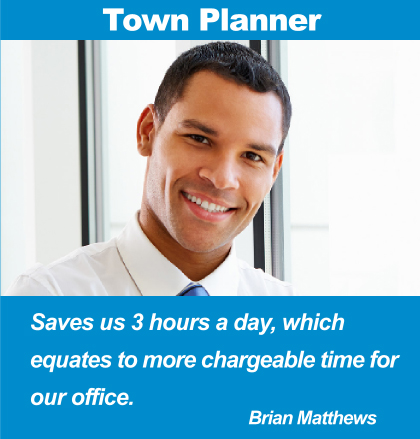 Town Planner
Saves us 3 hours a day, which
equates to more chargeable time for
our office.
Brian Matthews